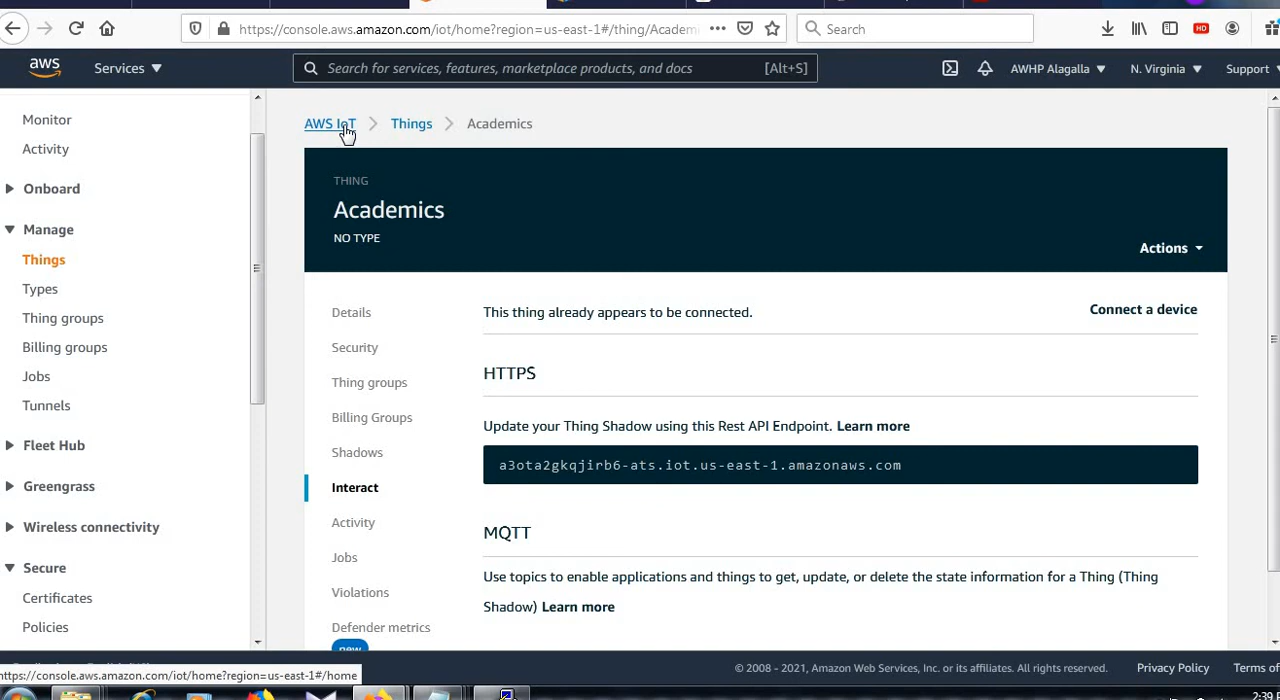 https://console.aws.amazon.com/iot/home?region=us-east-1#/thing/Academi
Search
HD
aws
Services
Search for services, features, marketplace products, and docs
[Alt+S]
AWHP Alagalla
N. Virginia
Support
Monitor
Activity
Onboard
Manage
Things
Types
Thing groups
Billing groups
Jobs
Tunnels
Fleet Hub
Greengrass
Wireless connectivity
Secure
Certificates
Policies
AWS IoT
Things
Academics
THING
Academics
NO TYPE
Actions
Details
Security
Thing groups
Billing Groups
Shadows
Interact
Activity
Jobs
Violations
Defender metrics
new
This thing already appears to be connected.
Connect a device
HTTPS
Update your Thing Shadow using this Rest API Endpoint. Learn more
a3ota2gkqjirb6-ats.iot.us-east-1.amazonaws.com
MQTT
Use topics to enable applications and things to get, update, or delete the state information for a Thing (Thing
Shadow) Learn more
https://console.aws.amazon.com/iot/home?region=us-east-1#/home
© 2008 - 2021, Amazon Web Services, Inc. or its affiliates. All rights reserved.
Privacy Policy
Terms of
2:39